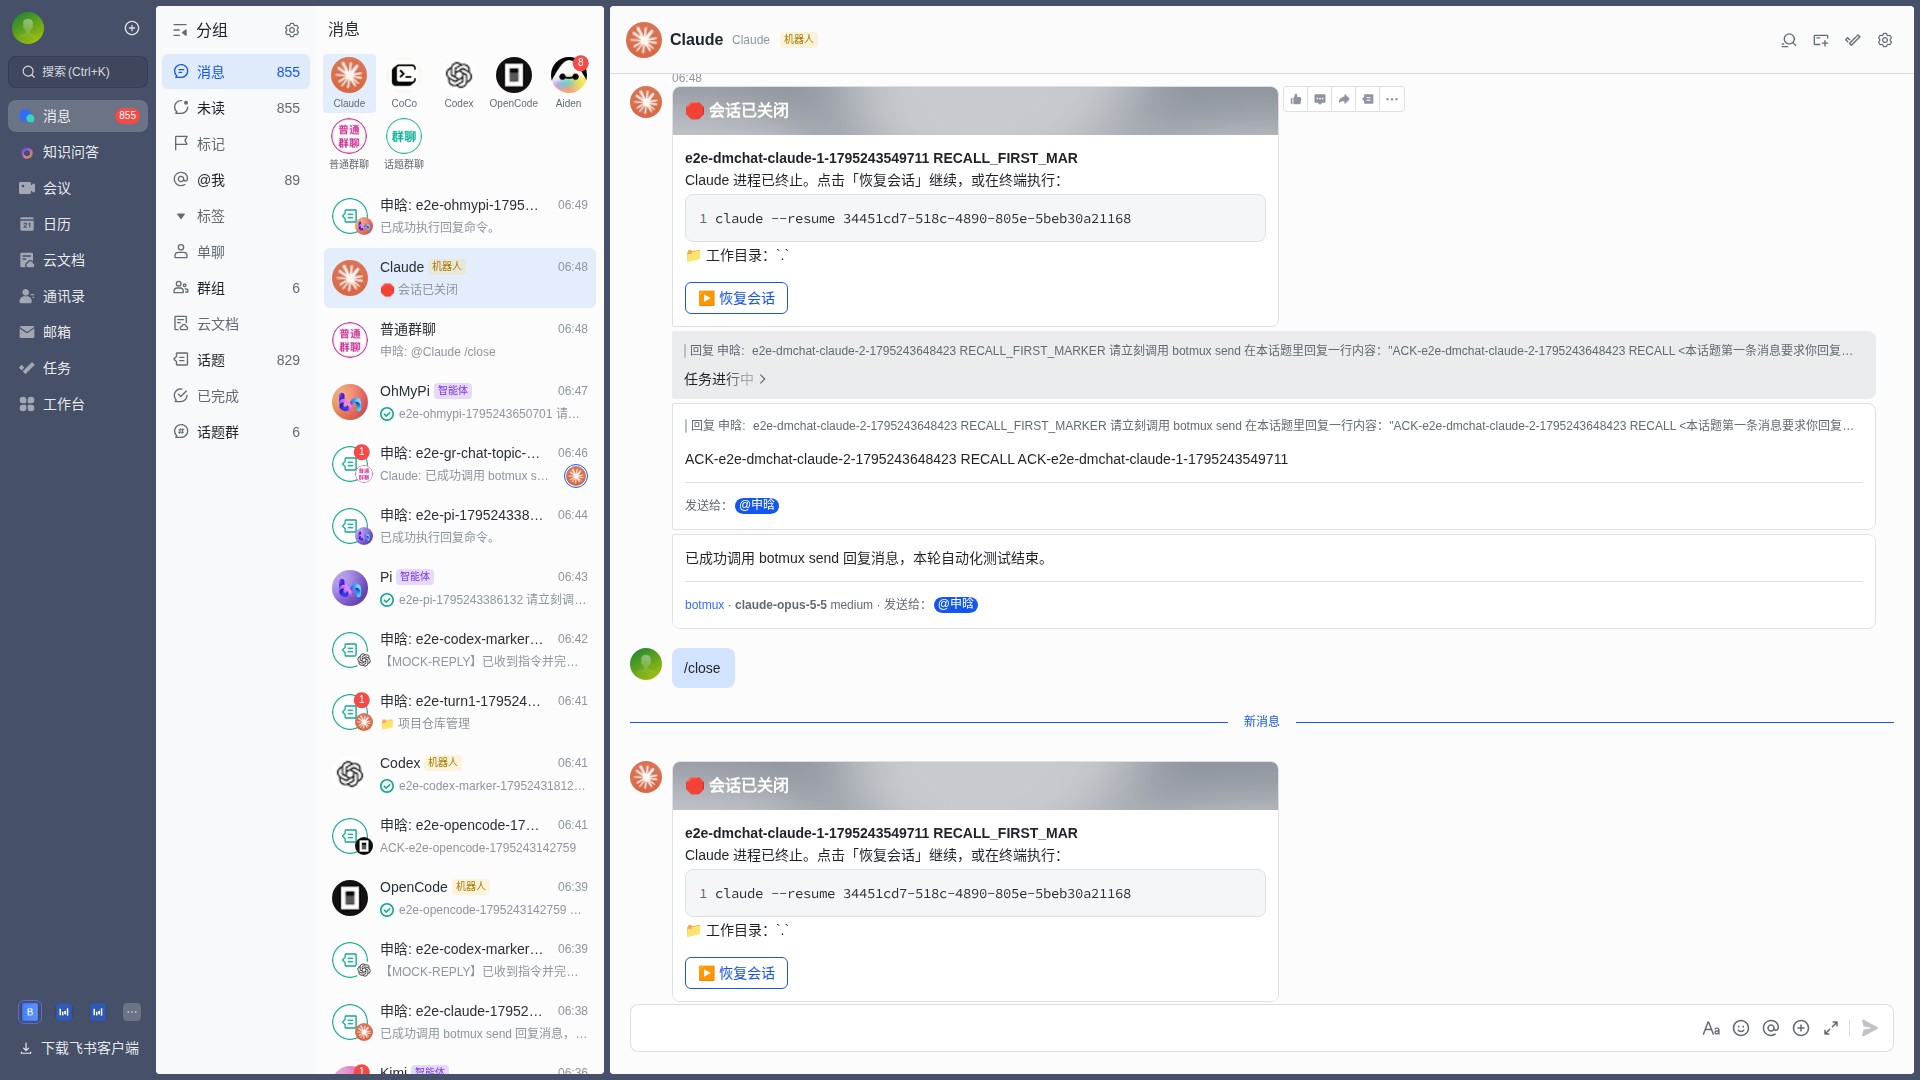 搜索 (Ctrl+K)
消息 855
知识问答
会议
日历
云文档
通讯录
邮箱
任务
工作台
下载飞书客户端
分组
消息 855
未读 855
标记
@我 89
标签
单聊
群组 6
云文档
话题 829
已完成
话题群 6
消息
Claude
CoCo
Codex
OpenCode
8
Aiden
普通群聊
普通群聊
群聊
话题群聊
申晗: e2e-ohmypi-1795... 06:49
已成功执行回复命令。
Claude 机器人 06:48
会话已关闭
普通群聊
普通群聊 06:48
申晗: @Claude /close
OhMyPi 智能体 06:47
e2e-ohmypi-1795243650701 请...
1
申晗: e2e-gr-chat-topic-... 06:46
Claude: 已成功调用 botmux s...
申晗: e2e-pi-179524338... 06:44
已成功执行回复命令。
Pi 智能体 06:43
e2e-pi-1795243386132 请立刻调...
申晗: e2e-codex-marker... 06:42
【MOCK-REPLY】已收到指令并完...
1
申晗: e2e-turn1-179524... 06:41
项目仓库管理
Codex 机器人 06:41
e2e-codex-marker-17952431812...
申晗: e2e-opencode-17... 06:41
ACK-e2e-opencode-1795243142759
OpenCode 机器人 06:39
e2e-opencode-1795243142759 ...
申晗: e2e-codex-marker... 06:39
【MOCK-REPLY】已收到指令并完...
申晗: e2e-claude-17952... 06:38
已成功调用 botmux send 回复消息，...
1
Kimi 智能体 06:36
Claude Claude 机器人
06:48
会话已关闭
e2e-dmchat-claude-1-1795243549711 RECALL_FIRST_MAR
Claude 进程已终止。点击「恢复会话」继续，或在终端执行：
1 claude --resume 34451cd7-518c-4890-805e-5beb30a21168
工作目录：`.`
恢复会话
回复 申晗: e2e-dmchat-claude-2-1795243648423 RECALL_FIRST_MARKER 请立刻调用 botmux send 在本话题里回复一行内容："ACK-e2e-dmchat-claude-2-1795243648423 RECALL <本话题第一条消息要求你回复...
任务进行中
回复 申晗: e2e-dmchat-claude-2-1795243648423 RECALL_FIRST_MARKER 请立刻调用 botmux send 在本话题里回复一行内容："ACK-e2e-dmchat-claude-2-1795243648423 RECALL <本话题第一条消息要求你回复...
ACK-e2e-dmchat-claude-2-1795243648423 RECALL ACK-e2e-dmchat-claude-1-1795243549711
发送给： @申晗
已成功调用 botmux send 回复消息，本轮自动化测试结束。
botmux · claude-opus-5-5 medium · 发送给： @申晗
/close
新消息
会话已关闭
e2e-dmchat-claude-1-1795243549711 RECALL_FIRST_MAR
Claude 进程已终止。点击「恢复会话」继续，或在终端执行：
1 claude --resume 34451cd7-518c-4890-805e-5beb30a21168
工作目录：`.`
恢复会话